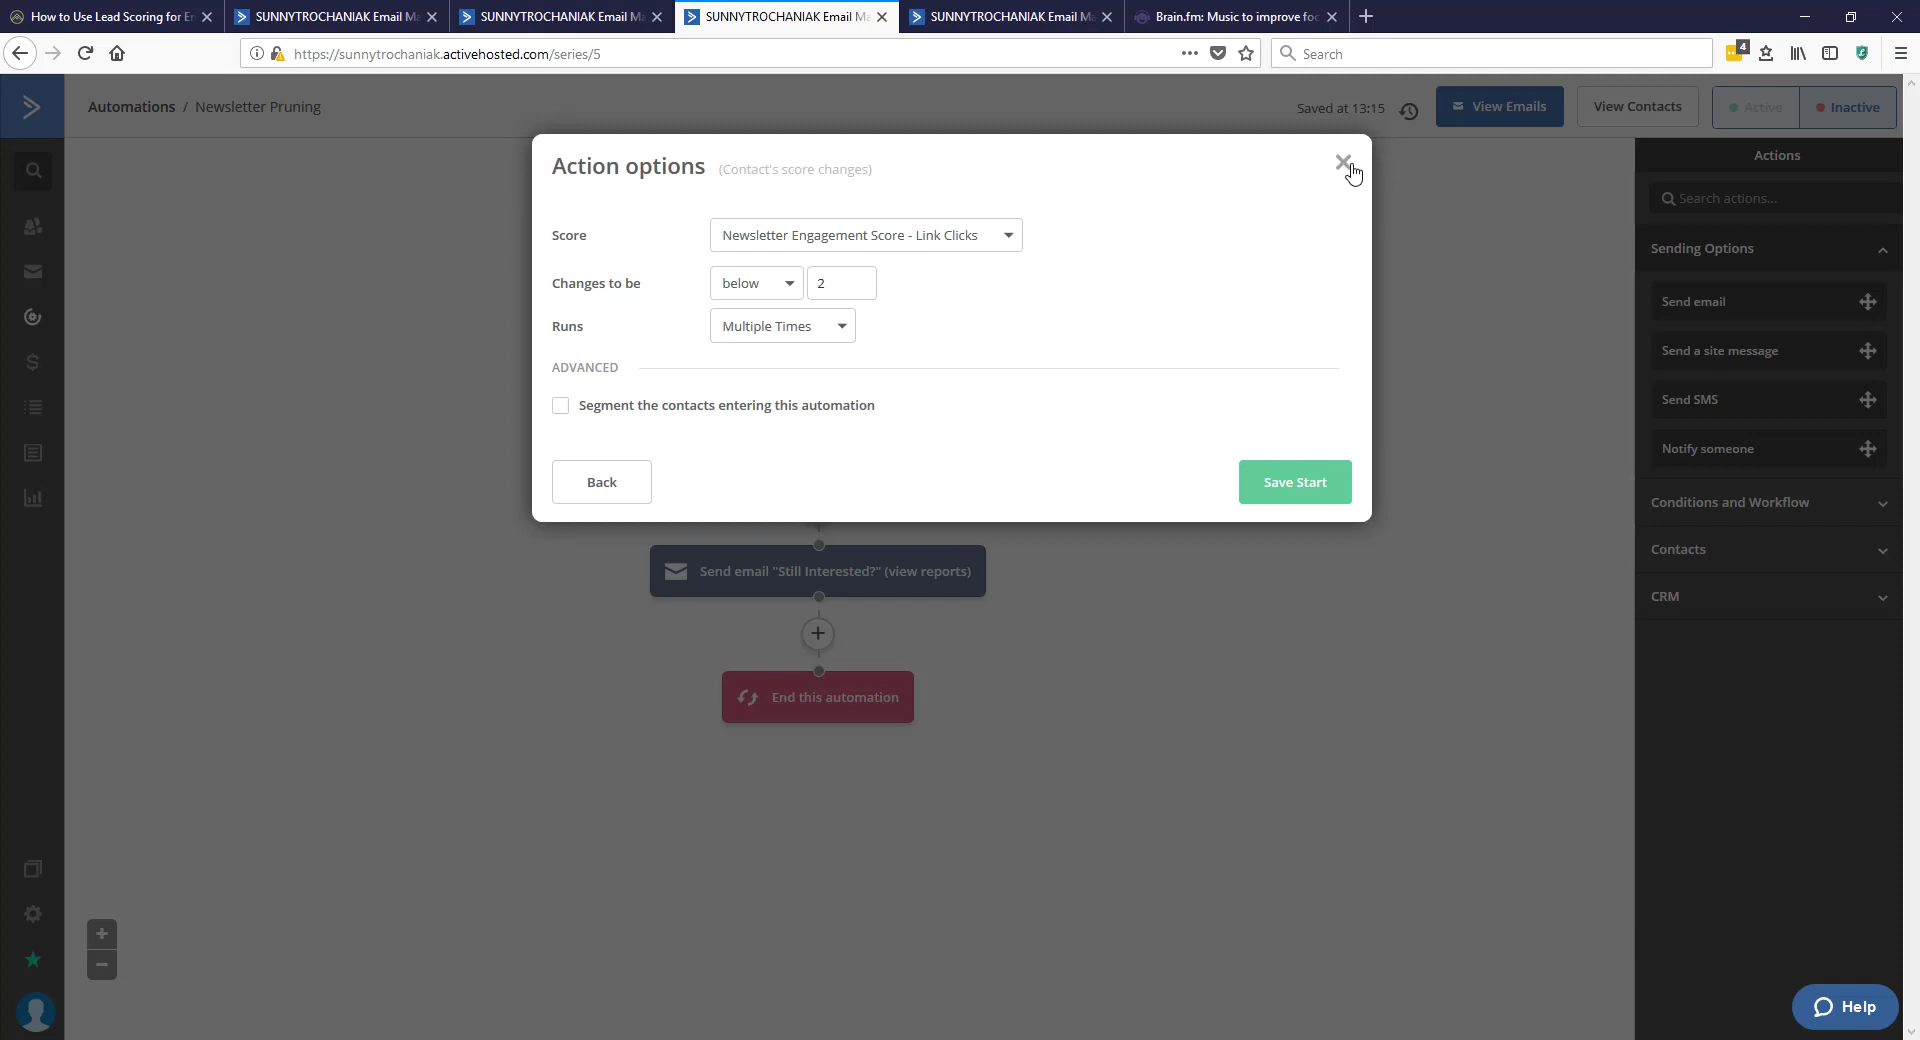 How to Use Lead Scoring for E
SUNNYTROCHANIAK Email Ma
SUNNYTROCHANIAK Email Ma
SUNNYTROCHANIAK Email Ma
SUNNYTROCHANIAK Email Ma
Brain.fm: Music to improve foc
https://sunnytrochaniak.activehosted.com/series/5
Search
4
Automations / Newsletter Pruning
Saved at 13:15
View Emails
View Contacts
Active
Inactive
Action options (Contact's score changes)
Score
Newsletter Engagement Score - Link Clicks
Changes to be
below
2
Runs
Multiple Times
ADVANCED
Segment the contacts entering this automation
Back
Save Start
Send email "Still Interested?" (view reports)
+
End this automation
Actions
Search actions...
Sending Options
Send email
Send a site message
Send SMS
Notify someone
Conditions and Workflow
Contacts
CRM
+
−
Help